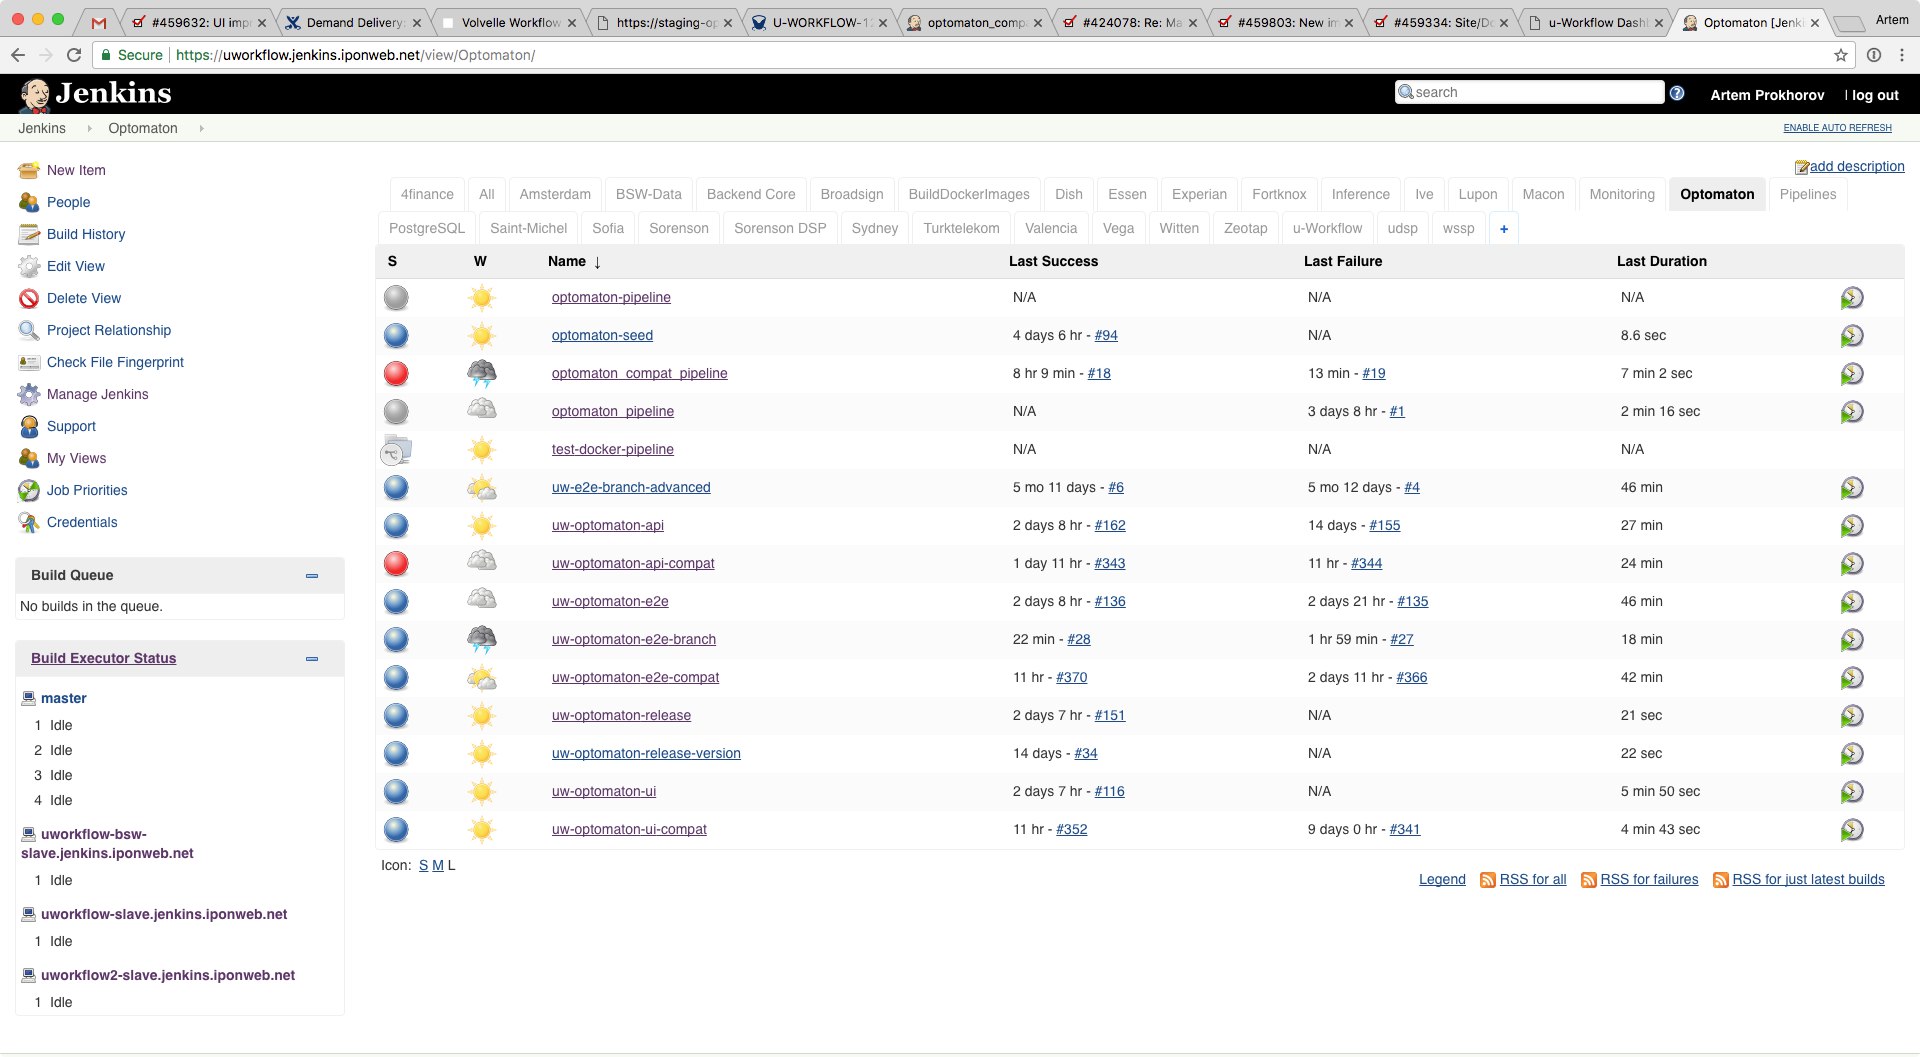 #459632: UI impr
Demand Delivery:
Volvelle Workflow
https://staging-op
U-WORKFLOW-12
optomaton_comp
#424078: Re: Ma
#459803: New im
#459334: Site/Do
u-Workflow Dash
Optomaton [Jenki
Artem
Secure https://uworkflow.jenkins.iponweb.net/view/Optomaton/
Jenkins
search
Artem Prokhorov | log out
Jenkins Optomaton
ENABLE AUTO REFRESH
add description
New Item
People
Build History
Edit View
Delete View
Project Relationship
Check File Fingerprint
Manage Jenkins
Support
My Views
Job Priorities
Credentials
Build Queue
No builds in the queue.
Build Executor Status
master
1 Idle
2 Idle
3 Idle
4 Idle
uworkflow-bsw-
slave.jenkins.iponweb.net
1 Idle
uworkflow-slave.jenkins.iponweb.net
1 Idle
uworkflow2-slave.jenkins.iponweb.net
1 Idle
4finance All Amsterdam BSW-Data Backend Core Broadsign BuildDockerImages Dish Essen Experian Fortknox Inference Ive Lupon Macon Monitoring Optomaton Pipelines
PostgreSQL Saint-Michel Sofia Sorenson Sorenson DSP Sydney Turktelekom Valencia Vega Witten Zeotap u-Workflow udsp wssp +
S W Name ↓ Last Success Last Failure Last Duration
optomaton-pipeline N/A N/A N/A
optomaton-seed 4 days 6 hr - #94 N/A 8.6 sec
optomaton_compat_pipeline 8 hr 9 min - #18 13 min - #19 7 min 2 sec
optomaton_pipeline N/A 3 days 8 hr - #1 2 min 16 sec
test-docker-pipeline N/A N/A N/A
uw-e2e-branch-advanced 5 mo 11 days - #6 5 mo 12 days - #4 46 min
uw-optomaton-api 2 days 8 hr - #162 14 days - #155 27 min
uw-optomaton-api-compat 1 day 11 hr - #343 11 hr - #344 24 min
uw-optomaton-e2e 2 days 8 hr - #136 2 days 21 hr - #135 46 min
uw-optomaton-e2e-branch 22 min - #28 1 hr 59 min - #27 18 min
uw-optomaton-e2e-compat 11 hr - #370 2 days 11 hr - #366 42 min
uw-optomaton-release 2 days 7 hr - #151 N/A 21 sec
uw-optomaton-release-version 14 days - #34 N/A 22 sec
uw-optomaton-ui 2 days 7 hr - #116 N/A 5 min 50 sec
uw-optomaton-ui-compat 11 hr - #352 9 days 0 hr - #341 4 min 43 sec
Icon: S M L
Legend RSS for all RSS for failures RSS for just latest builds